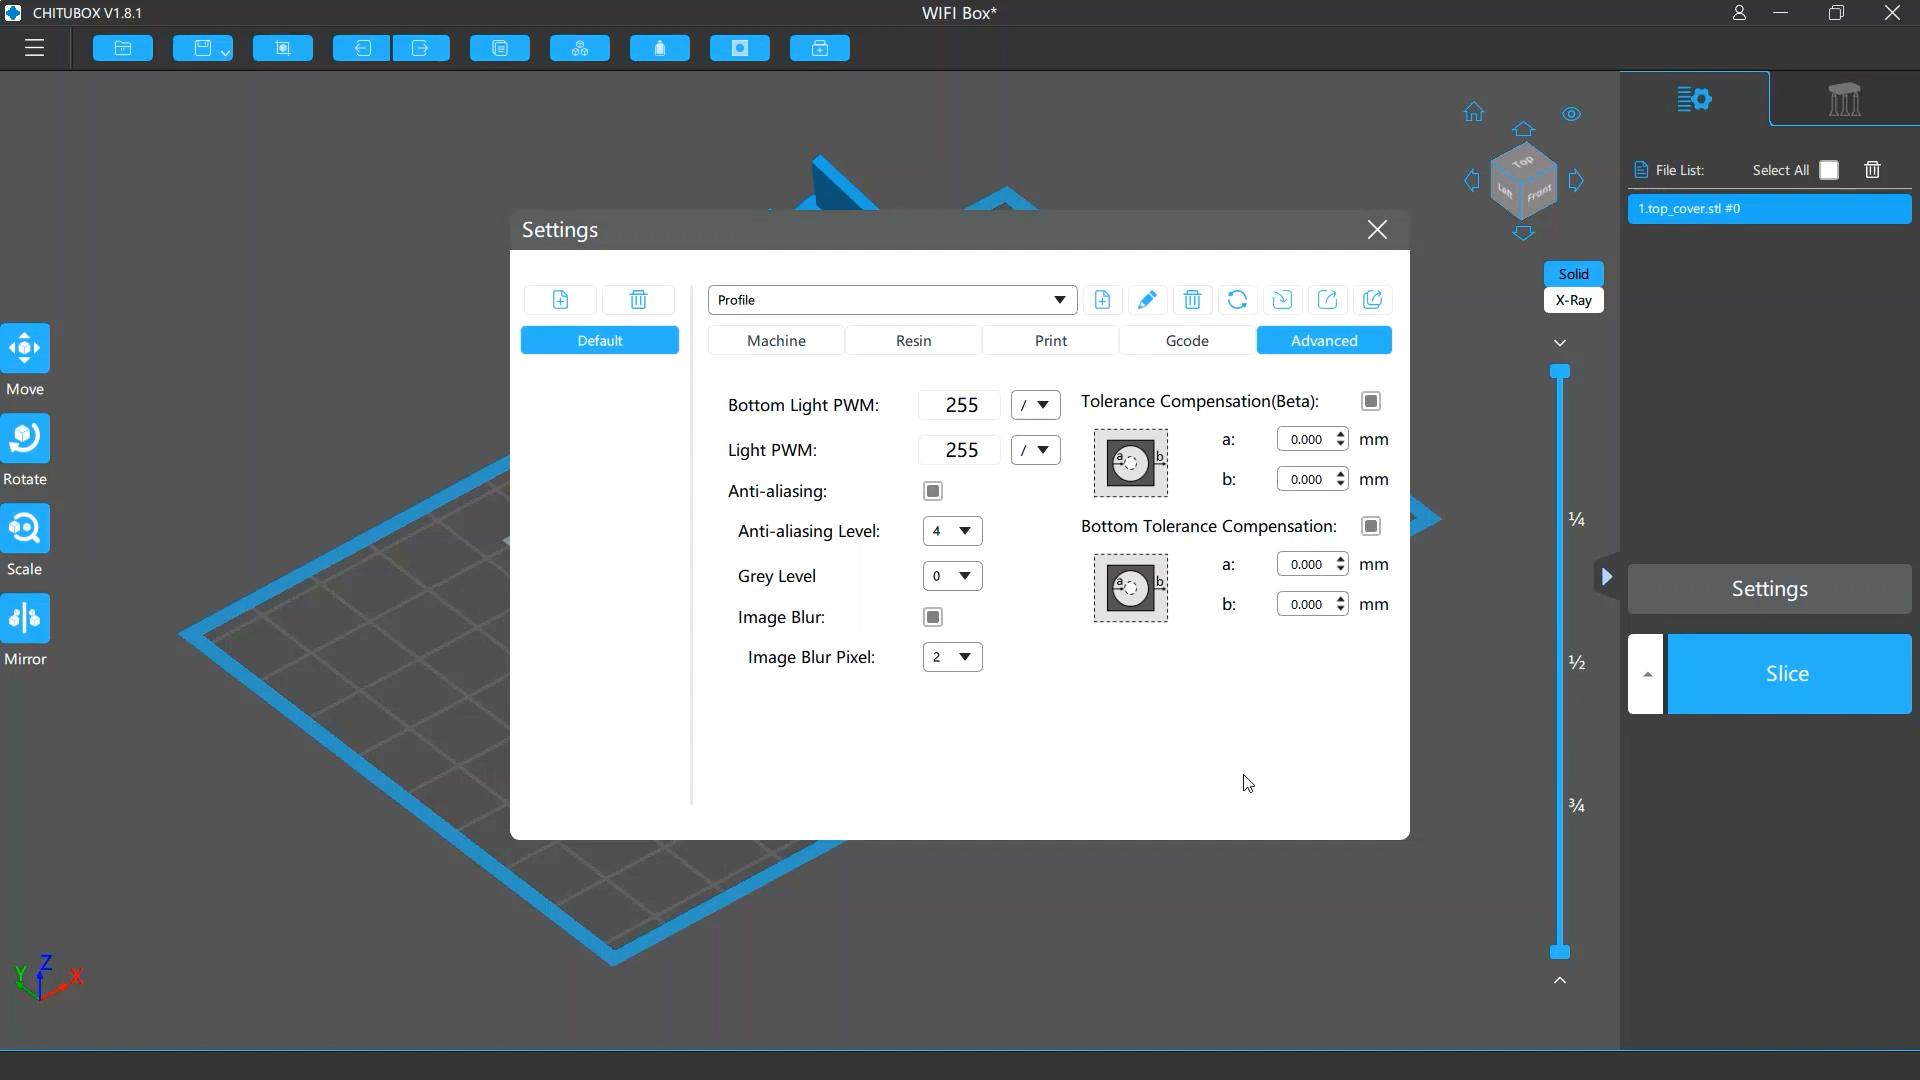 CHITUBOX V1.8.1
WIFI Box*
Top
Left
Front
File List:
Select All
1.top_cover.stl #0
Settings
Solid
X-Ray
Profile
Default
Machine
Resin
Print
Gcode
Advanced
Bottom Light PWM:
255
/
Tolerance Compensation(Beta):
a
b
a:
0.000
mm
Light PWM:
255
/
Anti-aliasing:
b:
0.000
mm
Anti-aliasing Level:
4
Bottom Tolerance Compensation:
Grey Level
0
a
b
a:
0.000
mm
Image Blur:
b:
0.000
mm
Image Blur Pixel:
2
Move
Rotate
Scale
Mirror
¼
½
¾
Settings
Slice
Z
Y
X